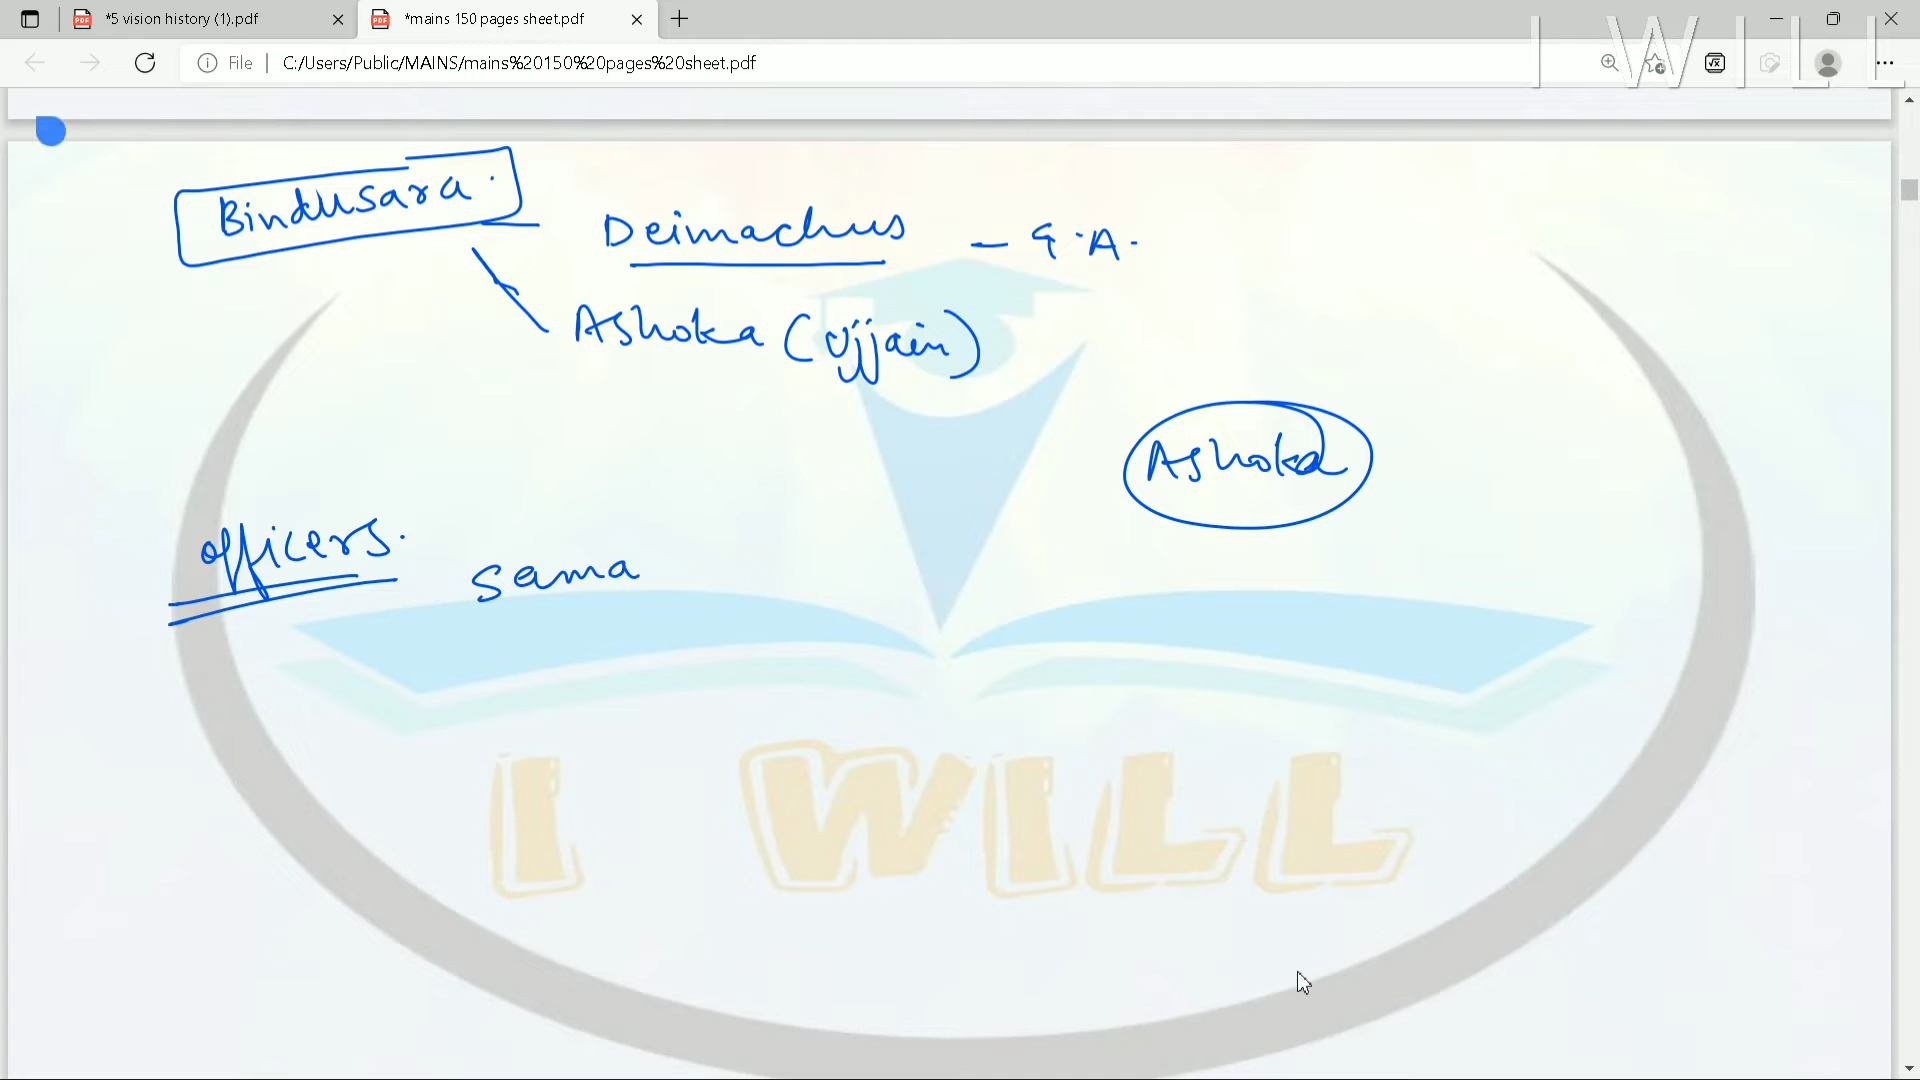 *5 vision history (1).pdf
*mains 150 pages sheet.pdf
File
C:/Users/Public/MAINS/mains%20150%20pages%20sheet.pdf
I WILL
Bindusara.
Deimachus – G.A.
Ashoka (Ujjain)
Ashoka
officers.
sama
I WILL